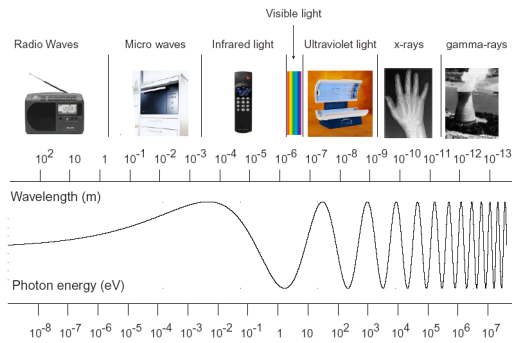 Visible light
Radio Waves Micro waves Infrared light Ultraviolet light x-rays gamma-rays
10² 10 1 10⁻¹ 10⁻² 10⁻³ 10⁻⁴ 10⁻⁵ 10⁻⁶ 10⁻⁷ 10⁻⁸ 10⁻⁹ 10⁻¹⁰ 10⁻¹¹ 10⁻¹² 10⁻¹³
Wavelength (m)
Photon energy (eV)
10⁻⁸ 10⁻⁷ 10⁻⁶ 10⁻⁵ 10⁻⁴ 10⁻³ 10⁻² 10⁻¹ 1 10 10² 10³ 10⁴ 10⁵ 10⁶ 10⁷